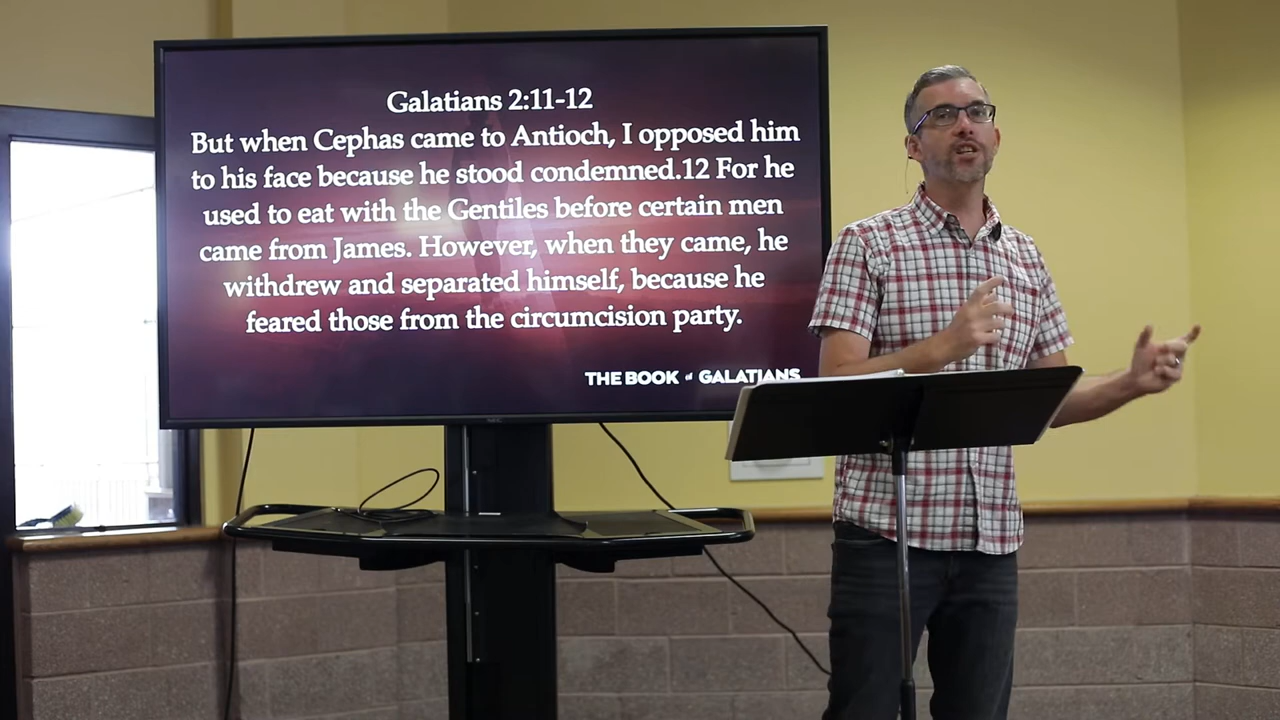 Galatians 2:11-12
But when Cephas came to Antioch, I opposed him
to his face because he stood condemned.12 For he
used to eat with the Gentiles before certain men
came from James. However, when they came, he
withdrew and separated himself, because he
feared those from the circumcision party.
THE BOOK of GALATIANS
NEC